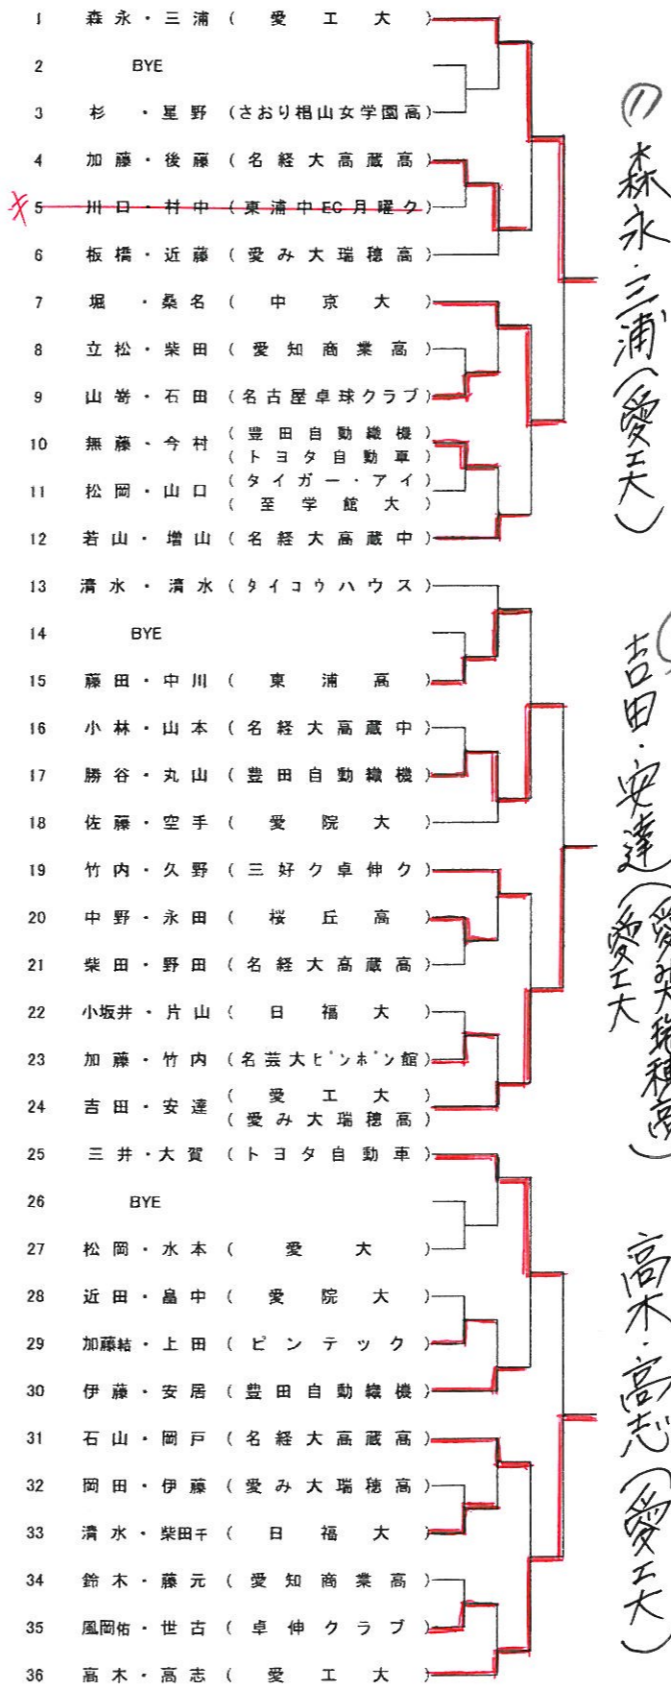 1 森永・三浦 (愛工大)
2 BYE
3 杉・星野 (さおり椙山女学園高)
4 加藤・後藤 (名経大高蔵高)
5 川口・村中 (東浦中EC月曜ク)
6 板橋・近藤 (愛み大瑞穂高)
7 堀・桑名 (中京大)
8 立松・柴田 (愛知商業高)
9 山嵜・石田 (名古屋卓球クラブ)
10 無藤・今村 (豊田自動織機)
(トヨタ自動車)
11 松岡・山口 (タイガー・アイ)
(至学館大)
12 若山・増山 (名経大高蔵中)
13 清水・清水 (タイコウハウス)
14 BYE
15 藤田・中川 (東浦高)
16 小林・山本 (名経大高蔵中)
17 勝谷・丸山 (豊田自動織機)
18 佐藤・空手 (愛院大)
19 竹内・久野 (三好ク卓伸ク)
20 中野・永田 (桜丘高)
21 柴田・野田 (名経大高蔵高)
22 小坂井・片山 (日福大)
23 加藤・竹内 (名芸大ピンポン館)
24 吉田・安達 (愛工大)
(愛み大瑞穂高)
25 三井・大賀 (トヨタ自動車)
26 BYE
27 松岡・水本 (愛大)
28 近田・畠中 (愛院大)
29 加藤結・上田 (ピンテック)
30 伊藤・安居 (豊田自動織機)
31 石山・岡戸 (名経大高蔵高)
32 岡田・伊藤 (愛み大瑞穂高)
33 清水・柴田千 (日福大)
34 鈴木・藤元 (愛知商業高)
35 風岡佑・世古 (卓伸クラブ)
36 高木・高志 (愛工大)
(1) 森永・三浦 (愛工大)
吉田・安達 (愛み大瑞穂高)
愛工大
高木・高志 (愛工大)